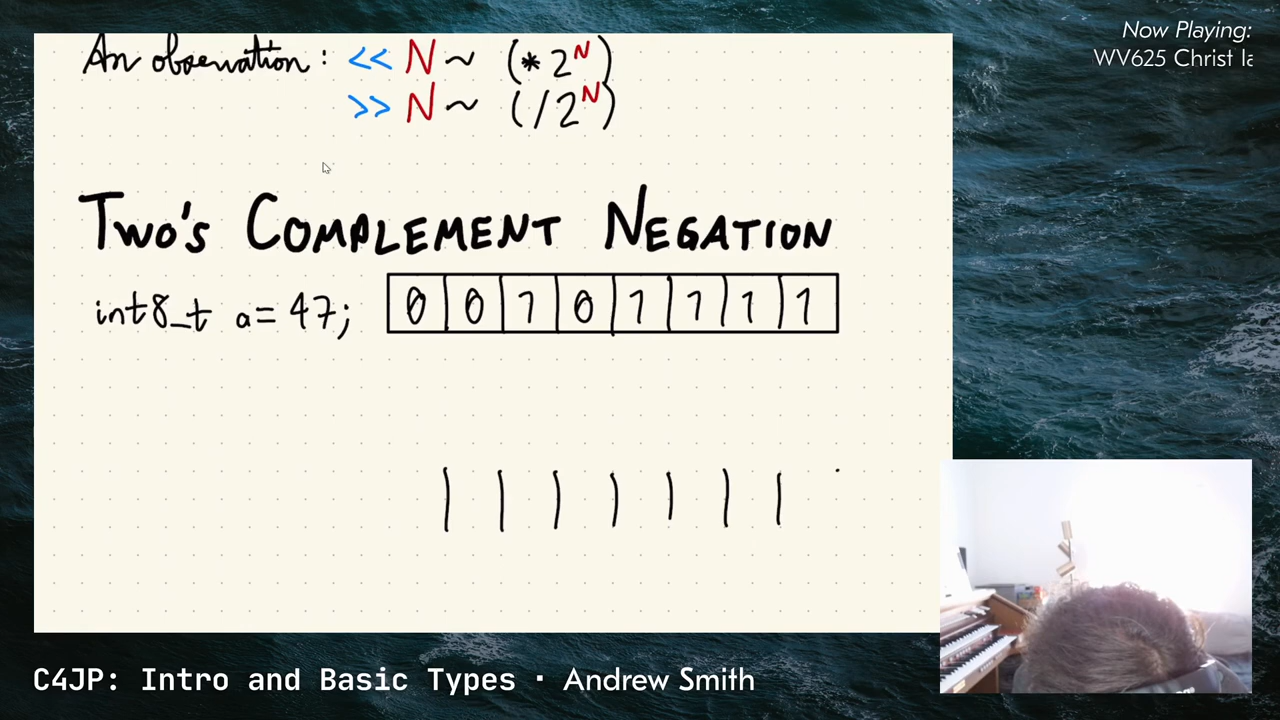 An observation: << N ~ (* 2^N)
>> N ~ (/ 2^N)
Now Playing:
WV625 Christ la
TWO'S COMPLEMENT NEGATION
int8_t a = 47; 0 0 1 0 1 1 1 1
C4JP: Intro and Basic Types · Andrew Smith